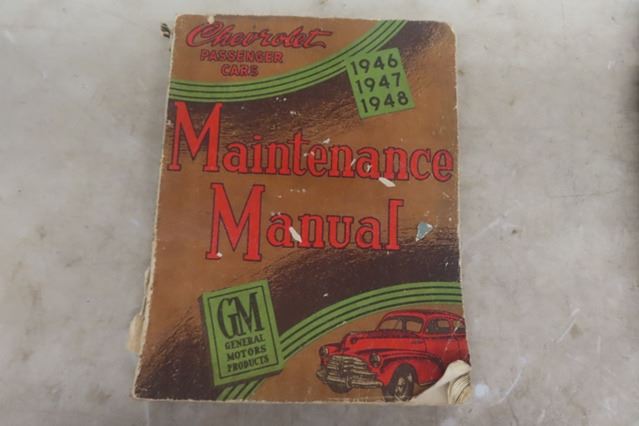 Chevrolet
PASSENGER
CARS
1946
1947
1948
Maintenance
Manual
GM
GENERAL
MOTORS
PRODUCTS